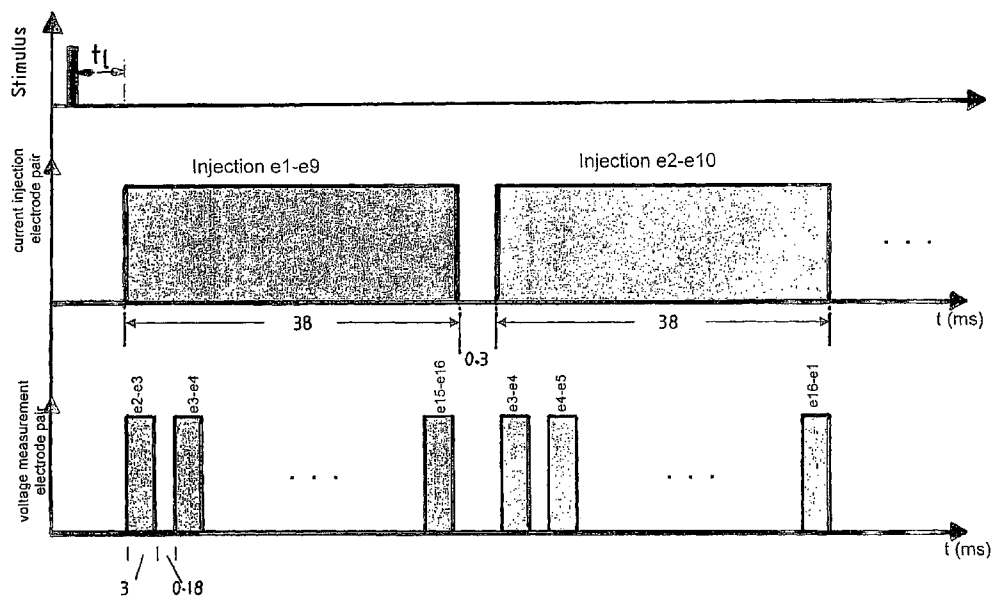 Stimulus
t1
current injection
electrode pair
Injection e1-e9
Injection e2-e10
. . .
38
38
t (ms)
0.3
voltage measurement
electrode pair
e2-e3
e3-e4
e15-e16
e3-e4
e4-e5
e16-e1
. . .
. . .
t (ms)
3
0.18